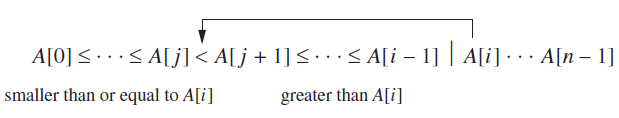 A[0] ≤ · · · ≤ A[j] < A[j + 1] ≤ · · · ≤ A[i − 1] | A[i] · · · A[n − 1]
smaller than or equal to A[i] greater than A[i]